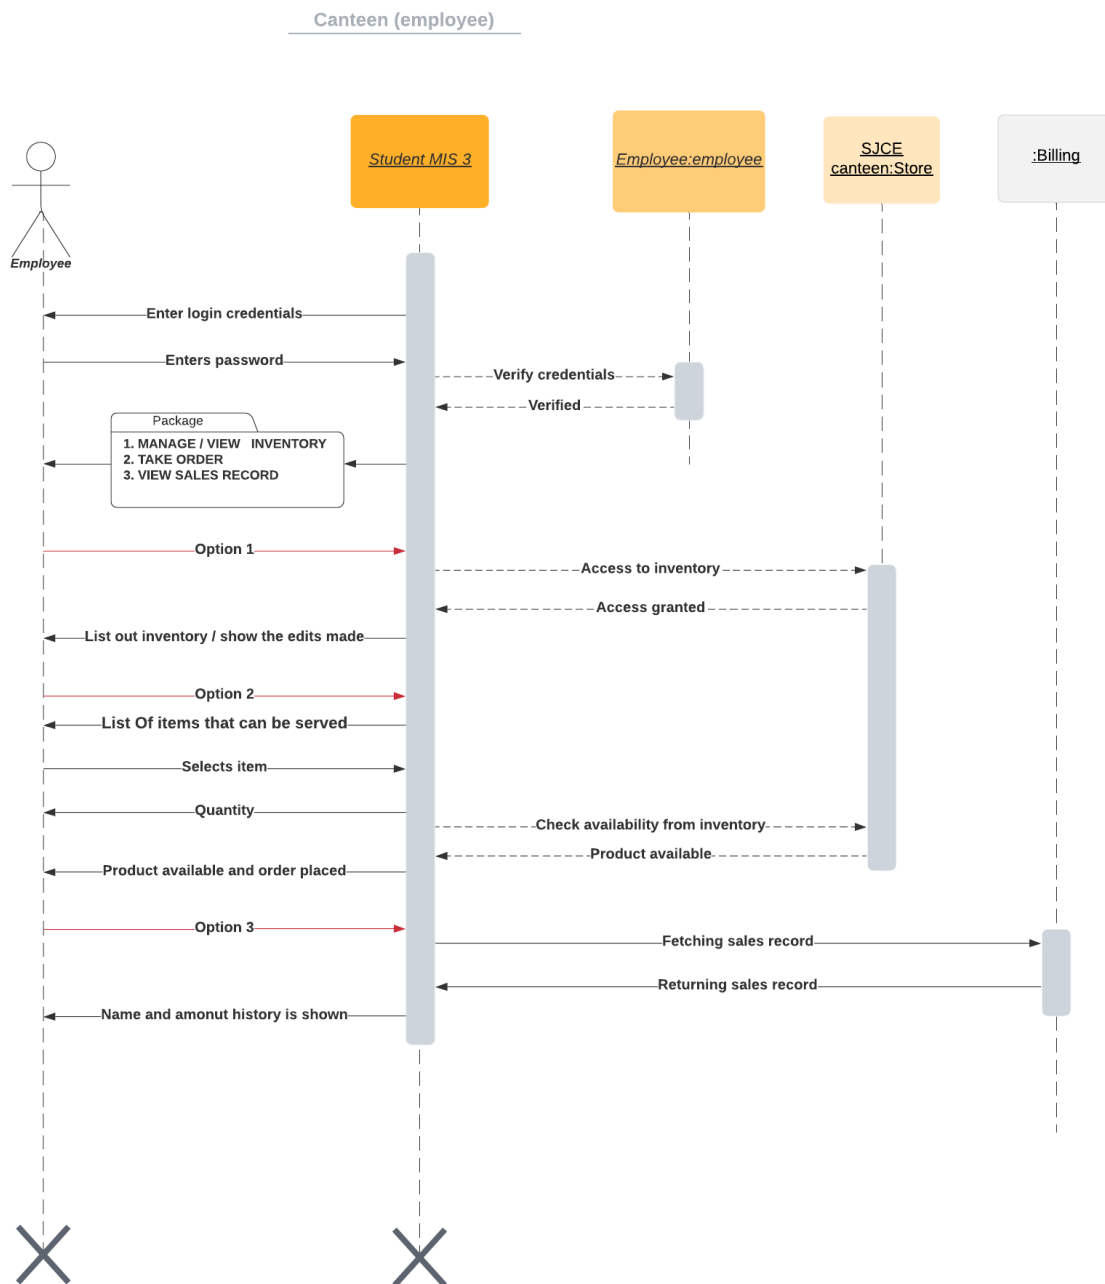 Canteen (employee)
Student MIS 3
Employee:employee
SJCE
canteen:Store
:Billing
Employee
Enter login credentials
Enters password
Verify credentials
Verified
Package
1. MANAGE / VIEW INVENTORY
2. TAKE ORDER
3. VIEW SALES RECORD
Option 1
Access to inventory
Access granted
List out inventory / show the edits made
Option 2
List Of items that can be served
Selects item
Quantity
Check availability from inventory
Product available
Product available and order placed
Option 3
Fetching sales record
Returning sales record
Name and amonut history is shown